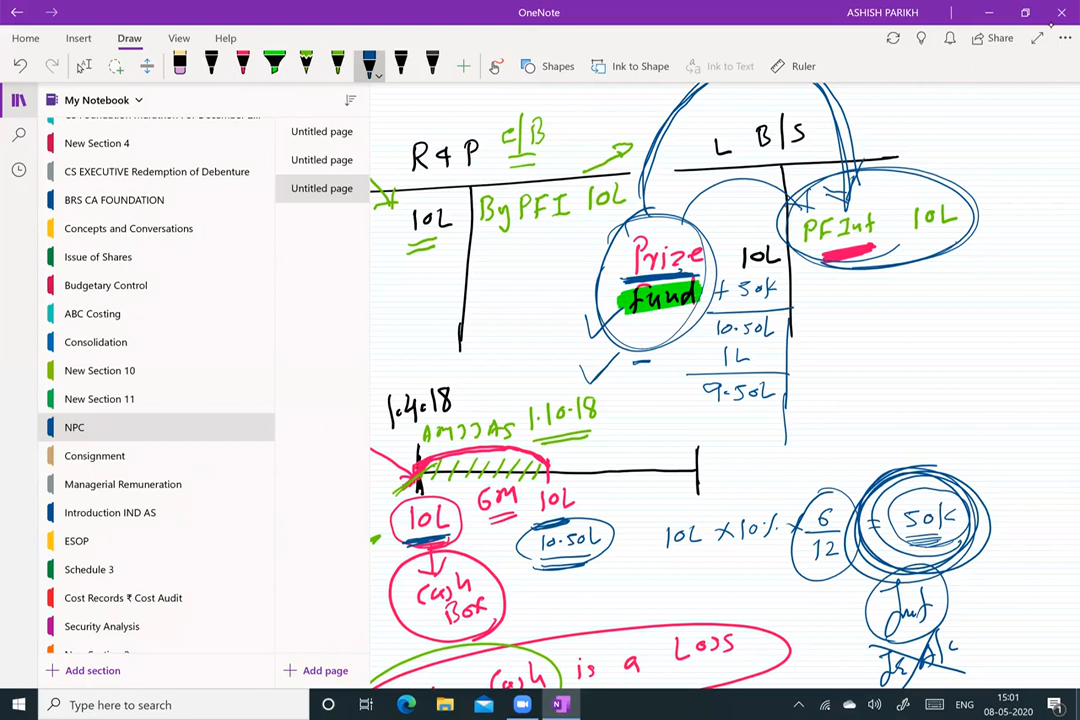 OneNote
ASHISH PARIKH
Home
Insert
Draw
View
Help
Share
Shapes
Ink to Shape
Ink to Text
Ruler
My Notebook
New Section 4
CS EXECUTIVE Redemption of Debenture
BRS CA FOUNDATION
Concepts and Conversations
Issue of Shares
Budgetary Control
ABC Costing
Consolidation
New Section 10
New Section 11
NPC
Consignment
Managerial Remuneration
Introduction IND AS
ESOP
Schedule 3
Cost Records ₹ Cost Audit
Security Analysis
Add section
Untitled page
Untitled page
Untitled page
Add page
R & P C/B
10L By PFI 10L
L B/S
Prize 10L PFInt 10L
fund + 50K
10.50L
1L
9.50L
1.4.18
AMJJAS 1.10.18
10L 6M 10L
10.50L
Cash
Box
10L × 10% × 6/12 = 50K
Int
Cash is a Loss
Type here to search
ENG
15:01
08-05-2020